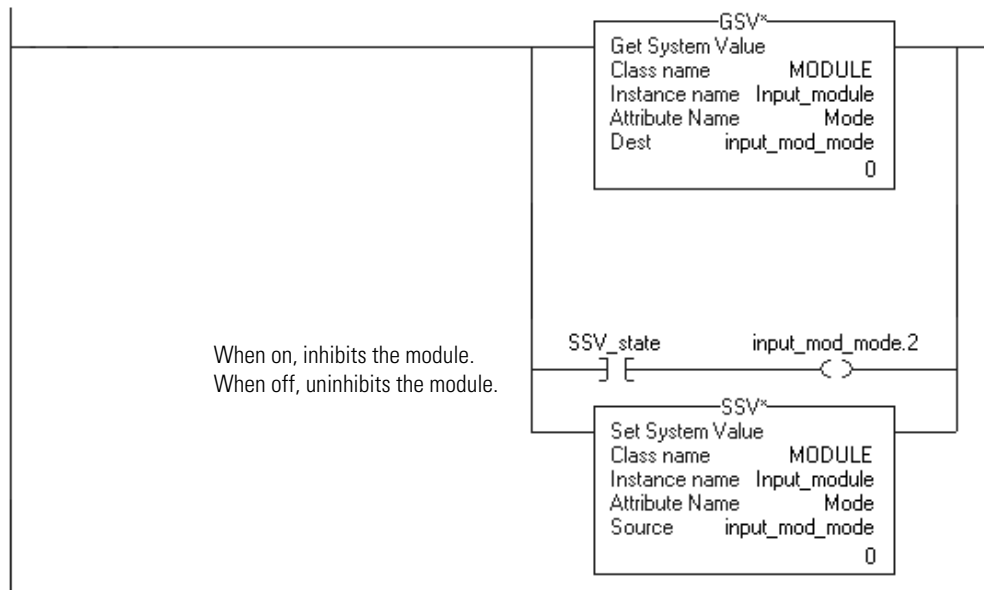 GSV*
Get System Value
Class name MODULE
Instance name Input_module
Attribute Name Mode
Dest input_mod_mode
0
When on, inhibits the module.
When off, uninhibits the module.
SSV_state input_mod_mode.2
SSV*
Set System Value
Class name MODULE
Instance name Input_module
Attribute Name Mode
Source input_mod_mode
0